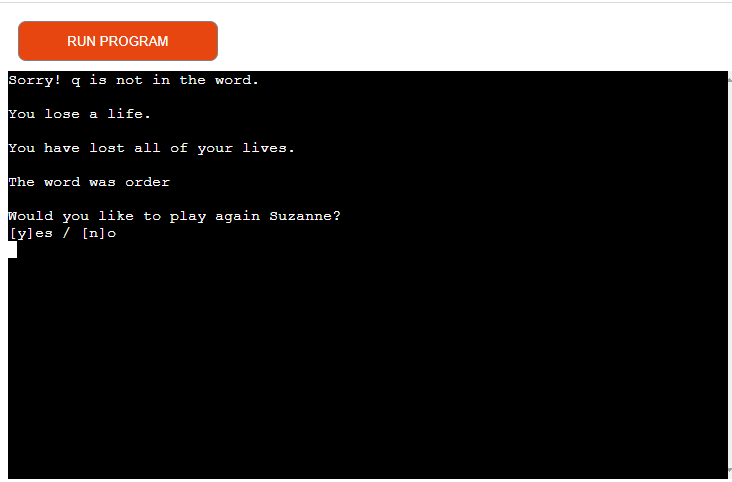 RUN PROGRAM
Sorry! q is not in the word.
You lose a life.
You have lost all of your lives.
The word was order
Would you like to play again Suzanne?
[y]es / [n]o